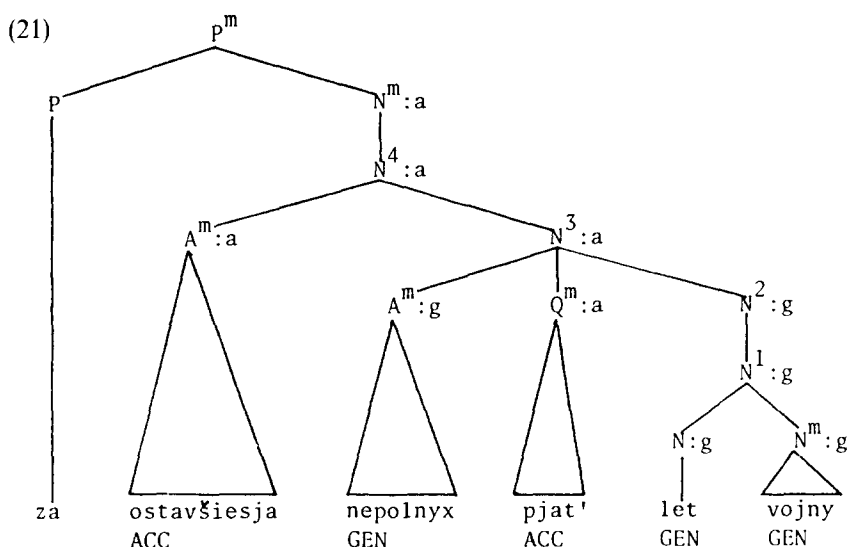 (21)
P^m
P N^m:a
N^4:a
A^m:a N^3:a
A^m:g Q^m:a N^2:g
N^1:g
N:g N^m:g
za ostavšiesja nepolnyx pjat' let vojny
ACC GEN ACC GEN GEN